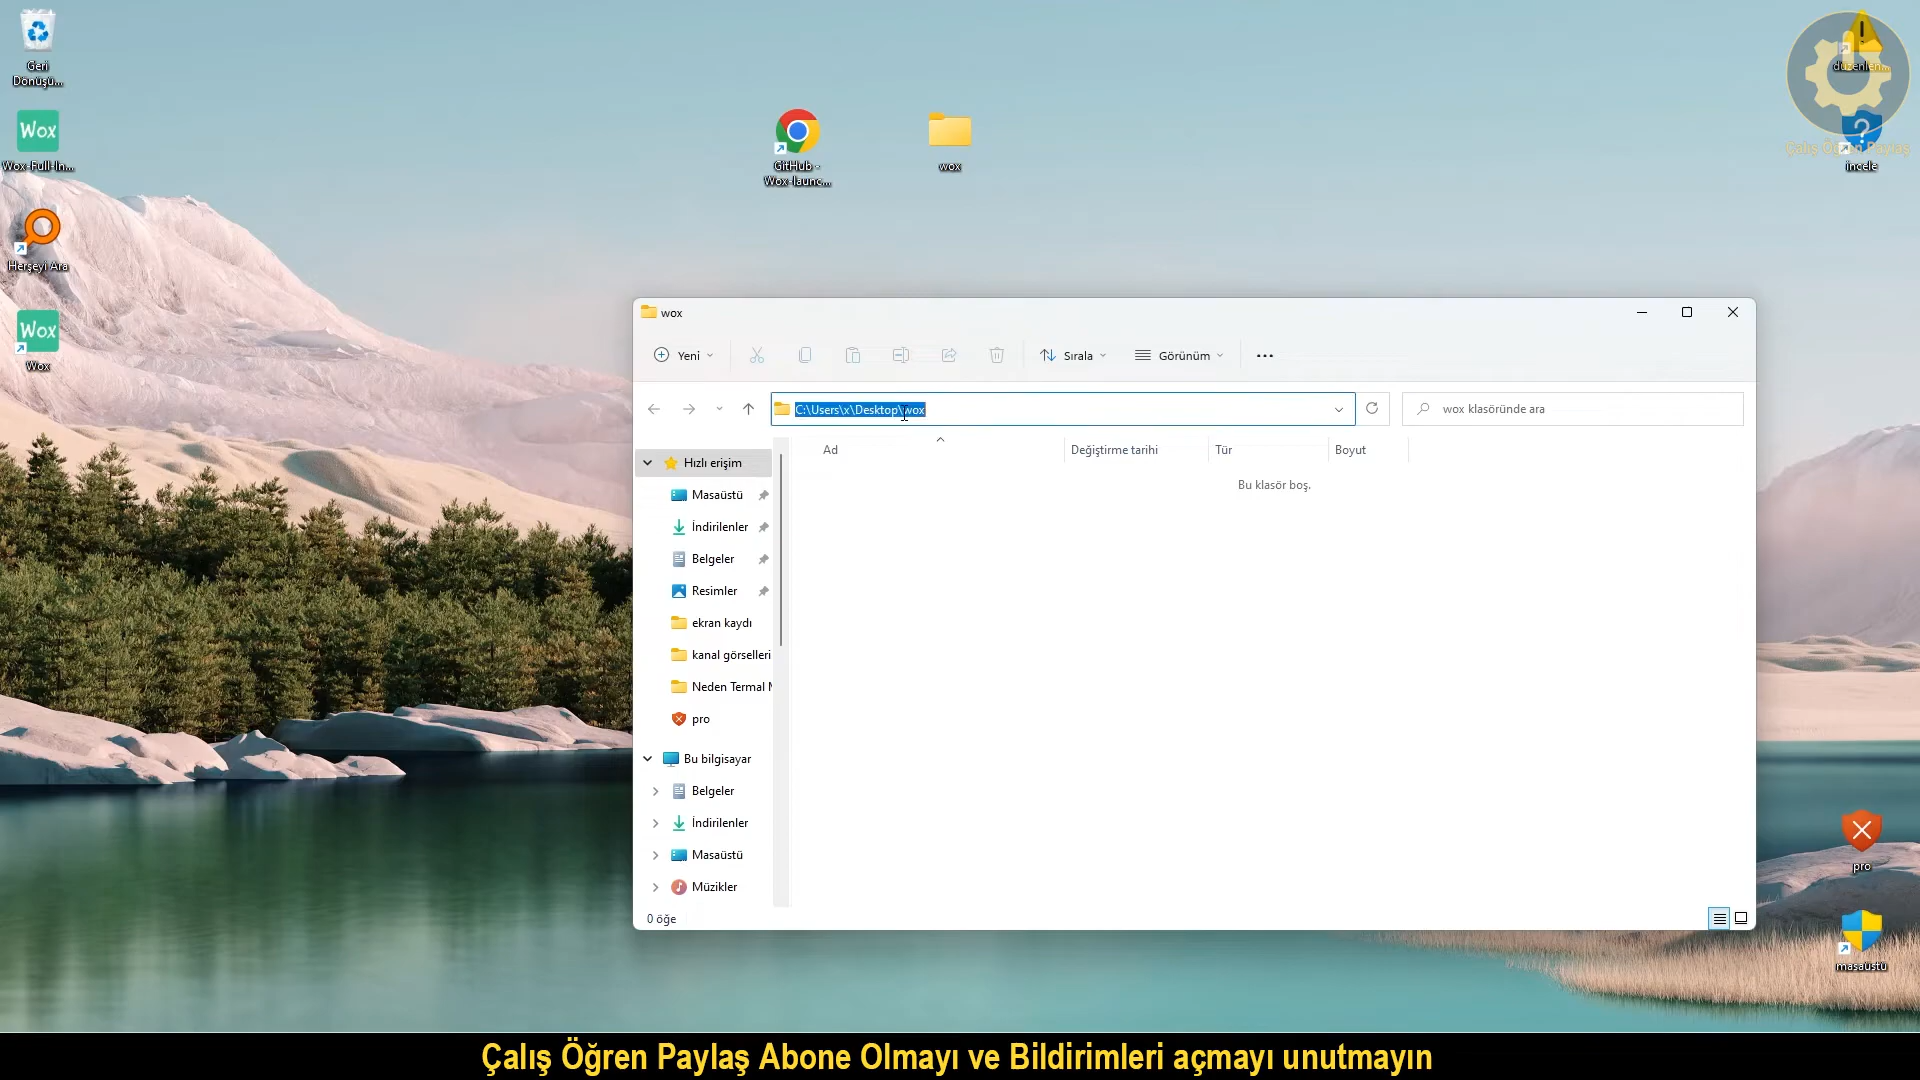 Geri
Dönüşü...
Wox
Wox-Full-In...
Herşeyi Ara
Wox
Wox
GitHub -
Wox-launc...
wox
düzenlen...
Çalış Öğren Paylaş
incele
wox
Yeni
Sırala
Görünüm
C:\Users\x\Desktop\wox
wox klasöründe ara
Ad
Değiştirme tarihi
Tür
Boyut
Bu klasör boş.
Hızlı erişim
Masaüstü
İndirilenler
Belgeler
Resimler
ekran kaydı
kanal görselleri
Neden Termal M
pro
Bu bilgisayar
Belgeler
İndirilenler
Masaüstü
Müzikler
0 öğe
pro
masaüstü
Çalış Öğren Paylaş Abone Olmayı ve Bildirimleri açmayı unutmayın